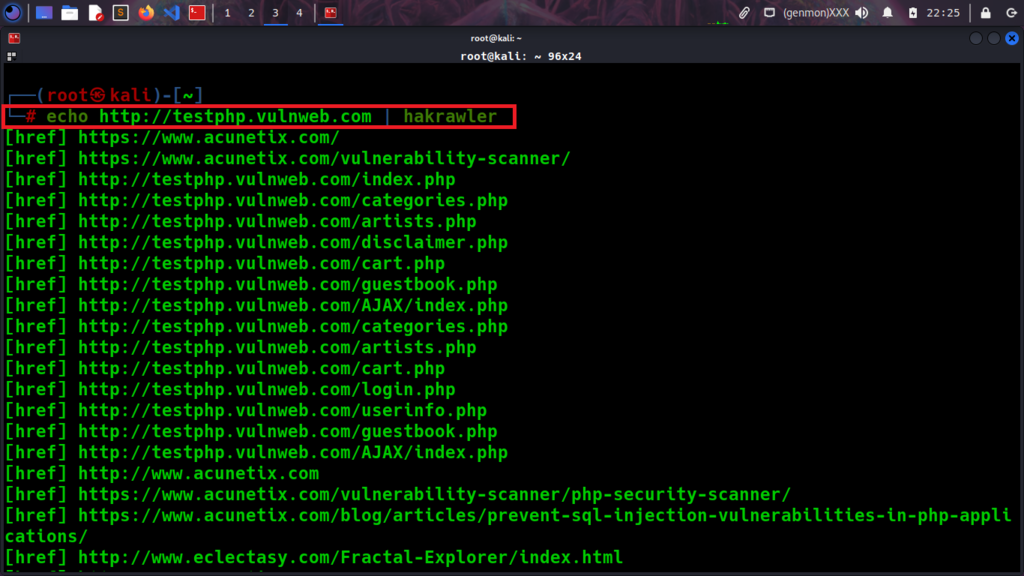 1 2 3 4 (genmon)XXX 22:25
root@kali: ~
root@kali: ~ 96x24
┌──(root㉿kali)-[~]
└─# echo http://testphp.vulnweb.com | hakrawler
[href] https://www.acunetix.com/
[href] https://www.acunetix.com/vulnerability-scanner/
[href] http://testphp.vulnweb.com/index.php
[href] http://testphp.vulnweb.com/categories.php
[href] http://testphp.vulnweb.com/artists.php
[href] http://testphp.vulnweb.com/disclaimer.php
[href] http://testphp.vulnweb.com/cart.php
[href] http://testphp.vulnweb.com/guestbook.php
[href] http://testphp.vulnweb.com/AJAX/index.php
[href] http://testphp.vulnweb.com/categories.php
[href] http://testphp.vulnweb.com/artists.php
[href] http://testphp.vulnweb.com/cart.php
[href] http://testphp.vulnweb.com/login.php
[href] http://testphp.vulnweb.com/userinfo.php
[href] http://testphp.vulnweb.com/guestbook.php
[href] http://testphp.vulnweb.com/AJAX/index.php
[href] http://www.acunetix.com
[href] https://www.acunetix.com/vulnerability-scanner/php-security-scanner/
[href] https://www.acunetix.com/blog/articles/prevent-sql-injection-vulnerabilities-in-php-appli
cations/
[href] http://www.eclectasy.com/Fractal-Explorer/index.html